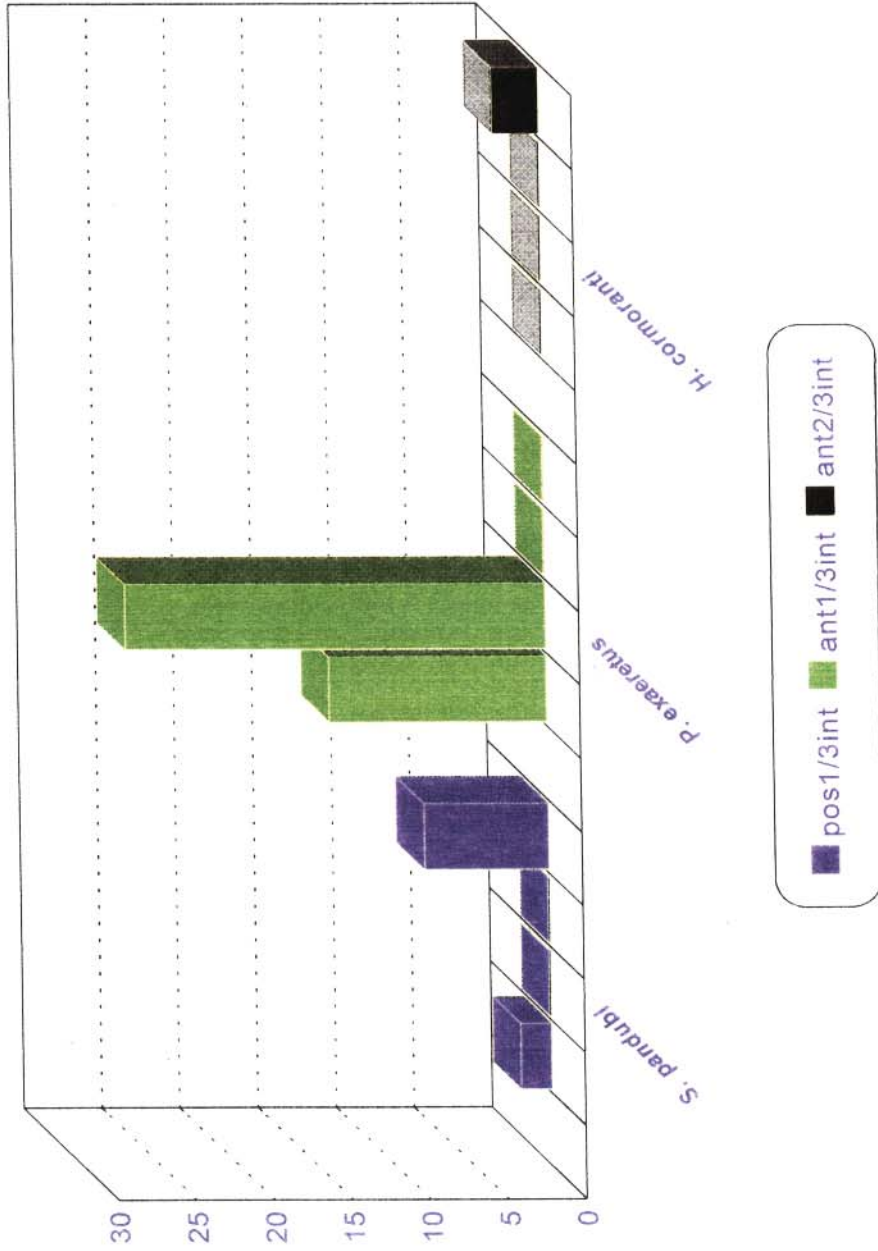 30
25
20
15
10
5
0
S. pandubi
P. exaeretus
H. cormoranti
pos1/3int
ant1/3int
ant2/3int